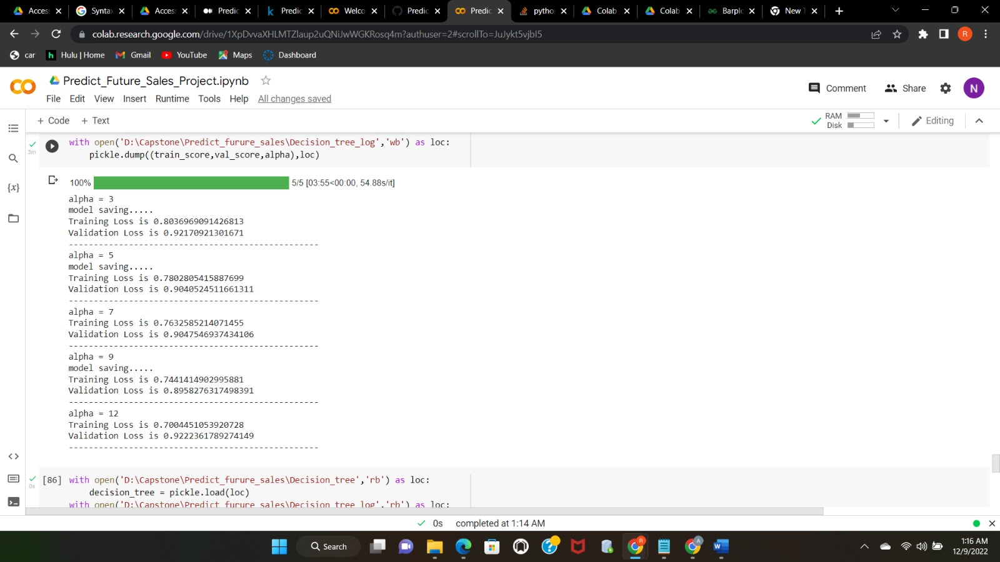 Acces
Syntax
Acces
Predic
Predic
Welco
Predic
Predic
pytho
Colab
Colab
Barplo
New T
colab.research.google.com/drive/1XpDvvaXHLMTZlaup2uQNiJwWGKRosq4m?authuser=2#scrollTo=JuJykt5vjbI5
R
car
Hulu | Home
Gmail
YouTube
Maps
Dashboard
Predict_Future_Sales_Project.ipynb
File Edit View Insert Runtime Tools Help All changes saved
Comment
Share
N
+ Code + Text
RAM
Disk
Editing
3m
with open('D:\Capstone\Predict_furure_sales\Decision_tree_log','wb') as loc:
pickle.dump((train_score,val_score,alpha),loc)
100% 5/5 [03:55<00:00, 54.88s/it]
alpha = 3
model saving.....
Training Loss is 0.8036969091426813
Validation Loss is 0.92170921301671
--------------------------------------------------
alpha = 5
model saving.....
Training Loss is 0.7802805415887699
Validation Loss is 0.9040524511661311
--------------------------------------------------
alpha = 7
Training Loss is 0.7632585214071455
Validation Loss is 0.9047546937434106
--------------------------------------------------
alpha = 9
model saving.....
Training Loss is 0.7441414902995881
Validation Loss is 0.8958276317498391
--------------------------------------------------
alpha = 12
Training Loss is 0.7004451053920728
Validation Loss is 0.9222361789274149
--------------------------------------------------
0s
[86] with open('D:\Capstone\Predict_furure_sales\Decision_tree','rb') as loc:
decision_tree = pickle.load(loc)
with open('D:\Capstone\Predict_furure_sales\Decision_tree_log','rb') as loc:
0s completed at 1:14 AM
Search
1:16 AM
12/9/2022